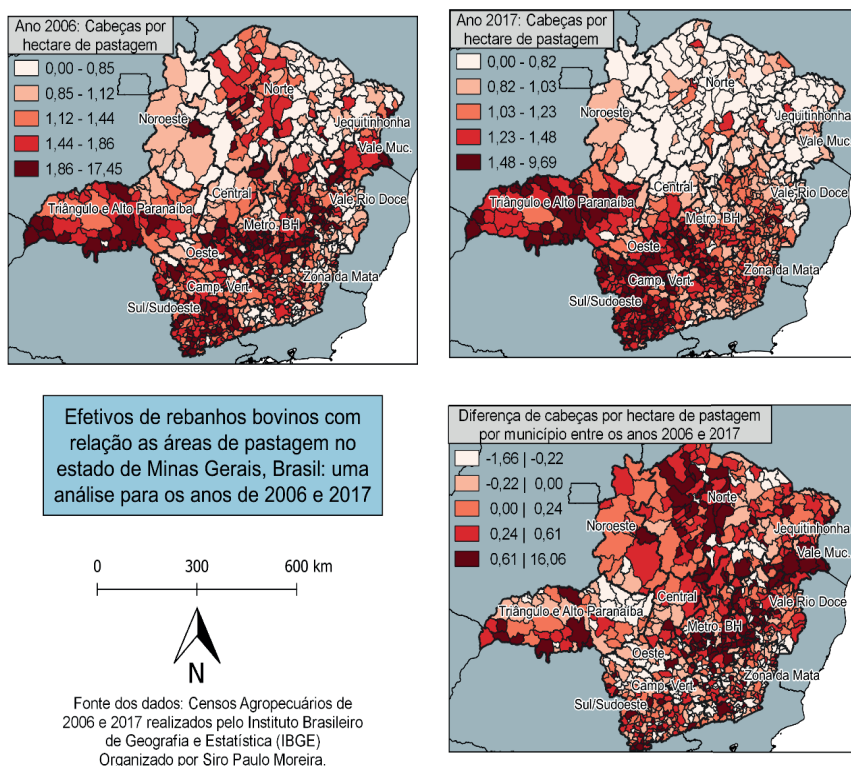 Ano 2006: Cabeças por
hectare de pastagem
0,00 - 0,85
0,85 - 1,12
1,12 - 1,44
1,44 - 1,86
1,86 - 17,45
Norte
Noroeste
Jequitinhonha
Vale Muc.
Central
Vale Rio Doce
Triângulo e Alto Paranaíba
Metro. BH
Oeste
Zona da Mata
Camp. Vert.
Sul/Sudoeste
Ano 2017: Cabeças por
hectare de pastagem
0,00 - 0,82
0,82 - 1,03
1,03 - 1,23
1,23 - 1,48
1,48 - 9,69
Norte
Noroeste
Jequitinhonha
Vale Muc.
Central
Vale Rio Doce
Triângulo e Alto Paranaíba
Metro. BH
Oeste
Zona da Mata
Camp. Vert.
Sul/Sudoeste
Efetivos de rebanhos bovinos com
relação as áreas de pastagem no
estado de Minas Gerais, Brasil: uma
análise para os anos de 2006 e 2017
0 300 600 km
N
Fonte dos dados: Censos Agropecuários de
2006 e 2017 realizados pelo Instituto Brasileiro
de Geografia e Estatística (IBGE)
Organizado por Siro Paulo Moreira.
Diferença de cabeças por hectare de pastagem
por município entre os anos 2006 e 2017
-1,66 | -0,22
-0,22 | 0,00
0,00 | 0,24
0,24 | 0,61
0,61 | 16,06
Norte
Noroeste
Jequitinhonha
Vale Muc.
Central
Vale Rio Doce
Triângulo e Alto Paranaíba
Metro. BH
Oeste
Zona da Mata
Camp. Vert.
Sul/Sudoeste